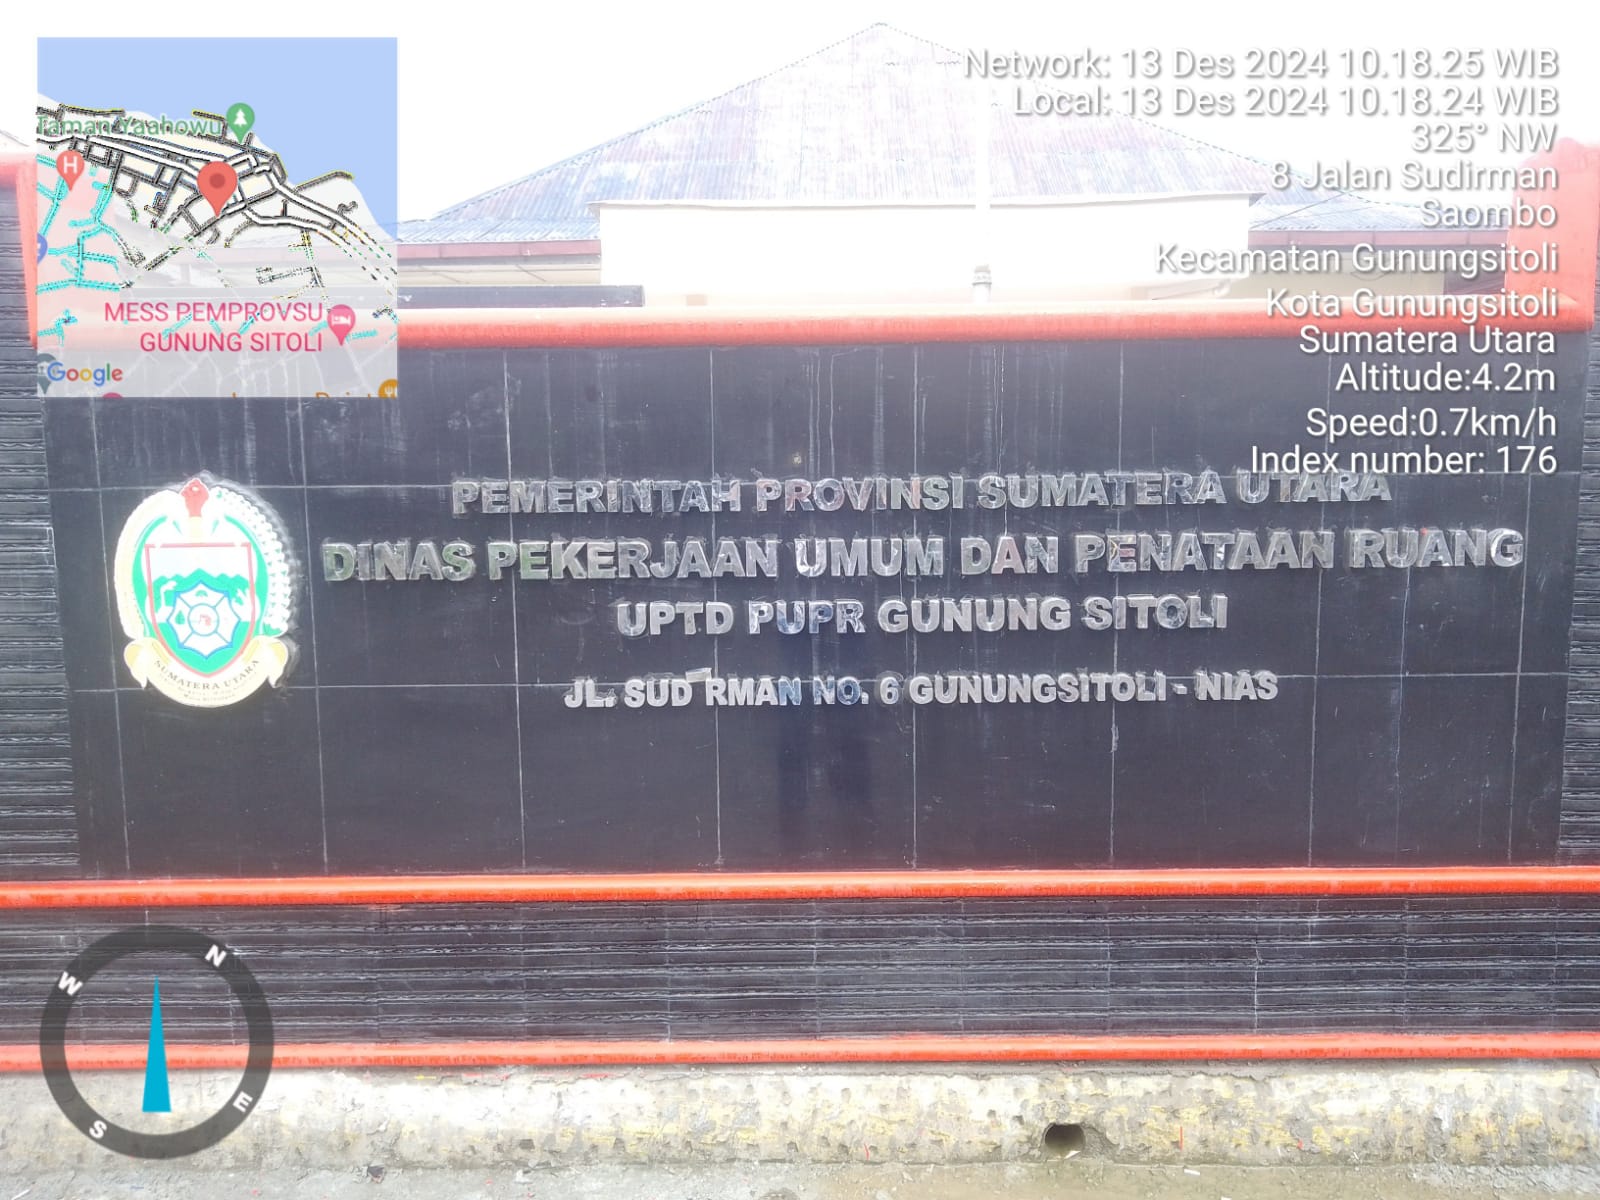 Taman Yaahowu
H
MESS PEMPROVSU
GUNUNG SITOLI
Google
Network: 13 Des 2024 10.18.25 WIB
Local: 13 Des 2024 10.18.24 WIB
325° NW
8 Jalan Sudirman
Saombo
Kecamatan Gunungsitoli
Kota Gunungsitoli
Sumatera Utara
Altitude:4.2m
Speed:0.7km/h
Index number: 176
PEMERINTAH PROVINSI SUMATERA UTARA
DINAS PEKERJAAN UMUM DAN PENATAAN RUANG
UPTD PUPR GUNUNG SITOLI
JL. SUD RMAN NO. 6 GUNUNGSITOLI - NIAS
SUMATERA UTARA
N
W
E
S